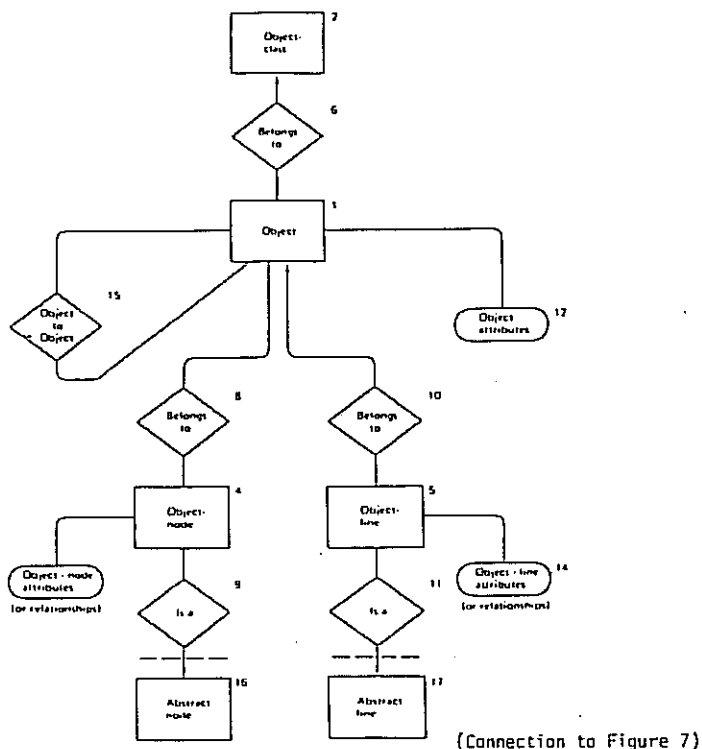 2
Object-
class
6
Belongs
to
1
Object
15
Object
to
Object
12
Object
attributes
8
Belongs
to
10
Belongs
to
4
Object-
node
5
Object-
line
Object - node
attributes
(or relationships)
Object - line
attributes
14
(or relationships)
9
Is a
11
Is a
16
Abstract
node
17
Abstract
line
(Connection to Figure 7)